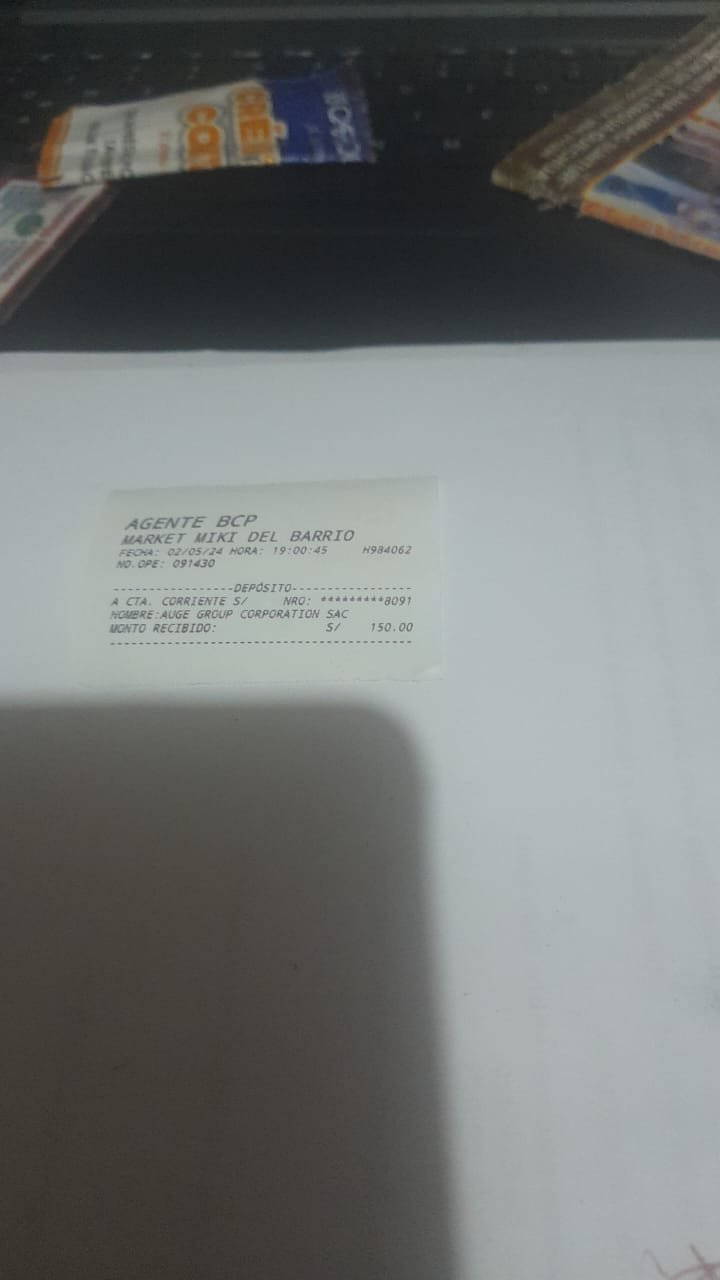 AGENTE BCP
MARKET MIKI DEL BARRIO
FECHA: 02/05/24 HORA: 19:00:45 H984062
NO.OPE: 091430
------------------DEPÓSITO------------------
A CTA. CORRIENTE S/ NRO: *********8091
NOMBRE:AUGE GROUP CORPORATION SAC
MONTO RECIBIDO: S/ 150.00
----------------------------------------------